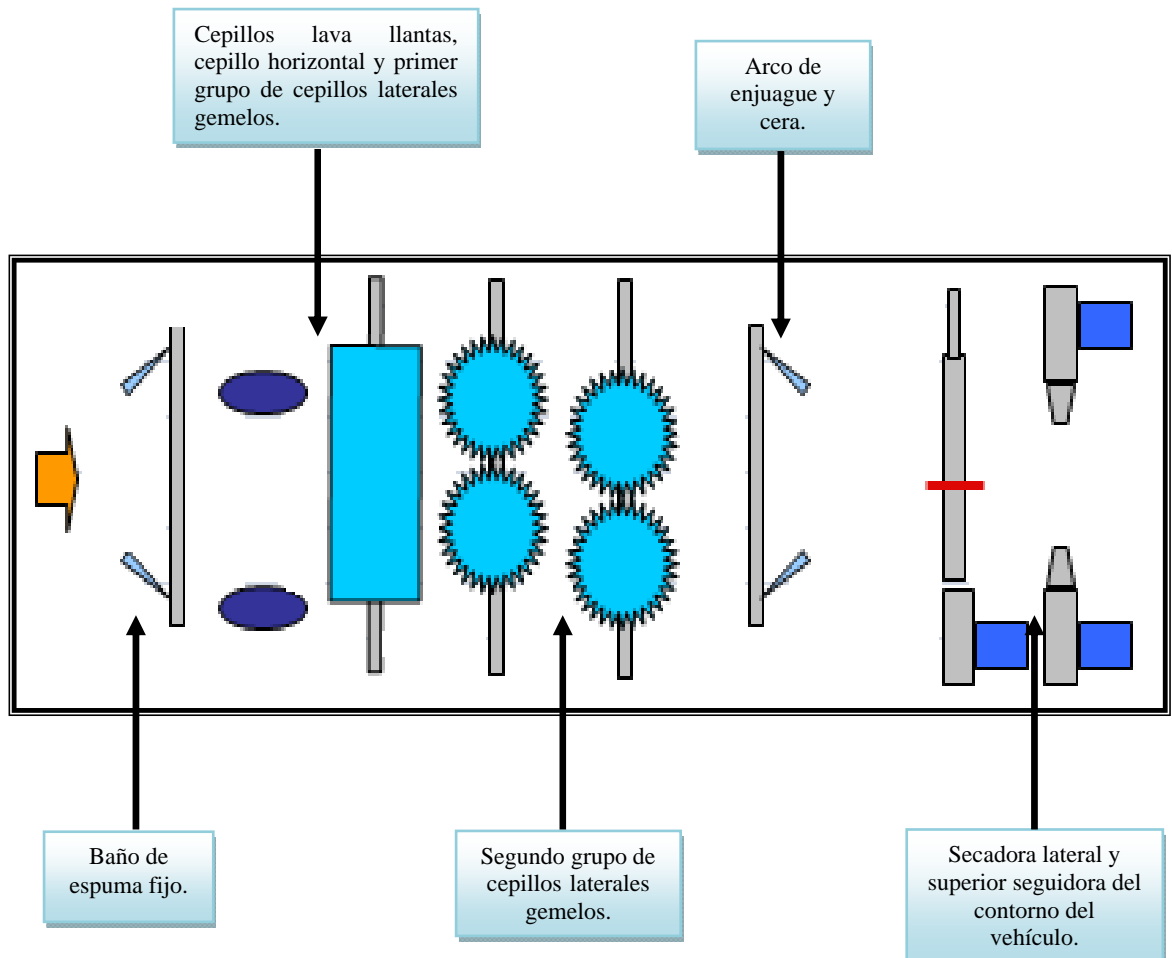 Cepillos lava llantas,
cepillo horizontal y primer
grupo de cepillos laterales
gemelos.
Arco de
enjuague y
cera.
Baño de
espuma fijo.
Segundo grupo de
cepillos laterales
gemelos.
Secadora lateral y
superior seguidora del
contorno del
vehículo.